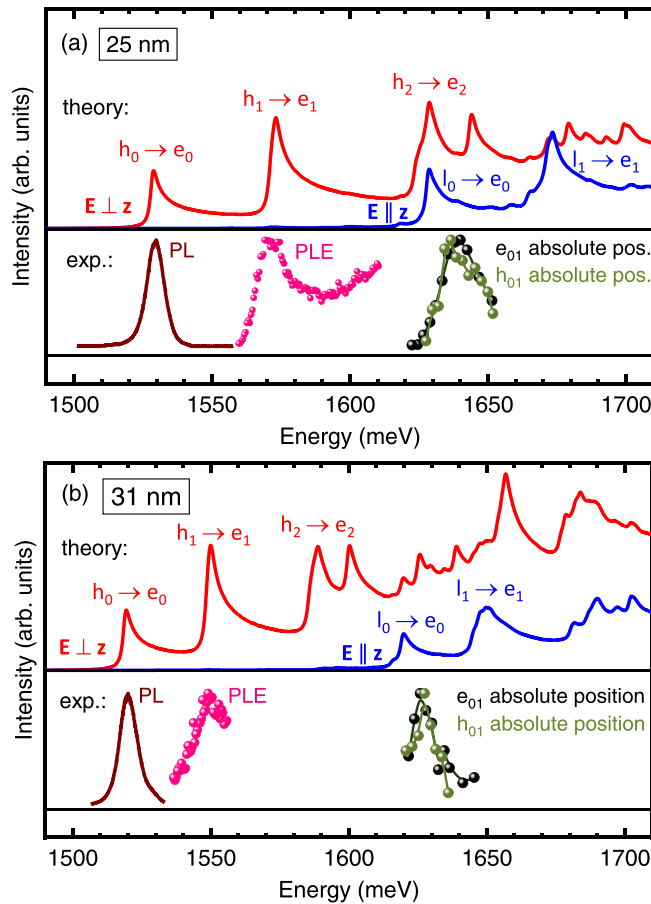 (a) 25 nm
theory:
h₀ → e₀
h₁ → e₁
h₂ → e₂
l₀ → e₀
l₁ → e₁
E ⊥ z
E ∥ z
exp.:
PL
PLE
e₀₁ absolute pos.
h₀₁ absolute pos.
Intensity (arb. units)
1500 1550 1600 1650 1700
Energy (meV)
(b) 31 nm
theory:
h₀ → e₀
h₁ → e₁
h₂ → e₂
l₀ → e₀
l₁ → e₁
E ⊥ z
E ∥ z
exp.:
PL
PLE
e₀₁ absolute position
h₀₁ absolute position
Intensity (arb. units)
1500 1550 1600 1650 1700
Energy (meV)